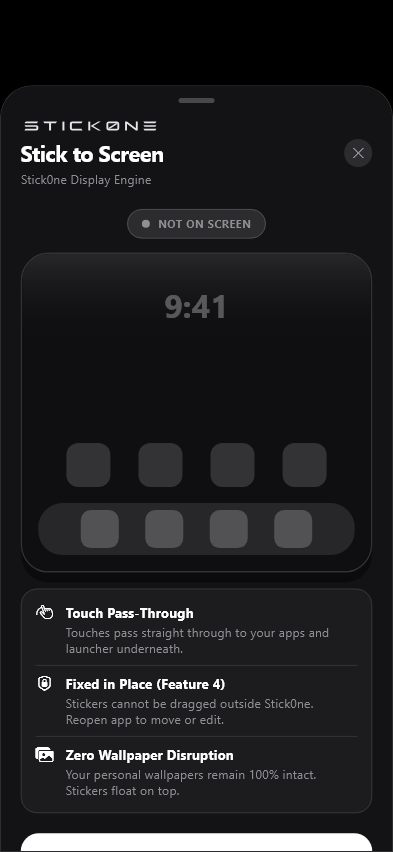 STICKØNE
Stick to Screen
Stick0ne Display Engine
NOT ON SCREEN
9:41
Touch Pass-Through
Touches pass straight through to your apps and
launcher underneath.
Fixed in Place (Feature 4)
Stickers cannot be dragged outside Stick0ne.
Reopen app to move or edit.
Zero Wallpaper Disruption
Your personal wallpapers remain 100% intact.
Stickers float on top.